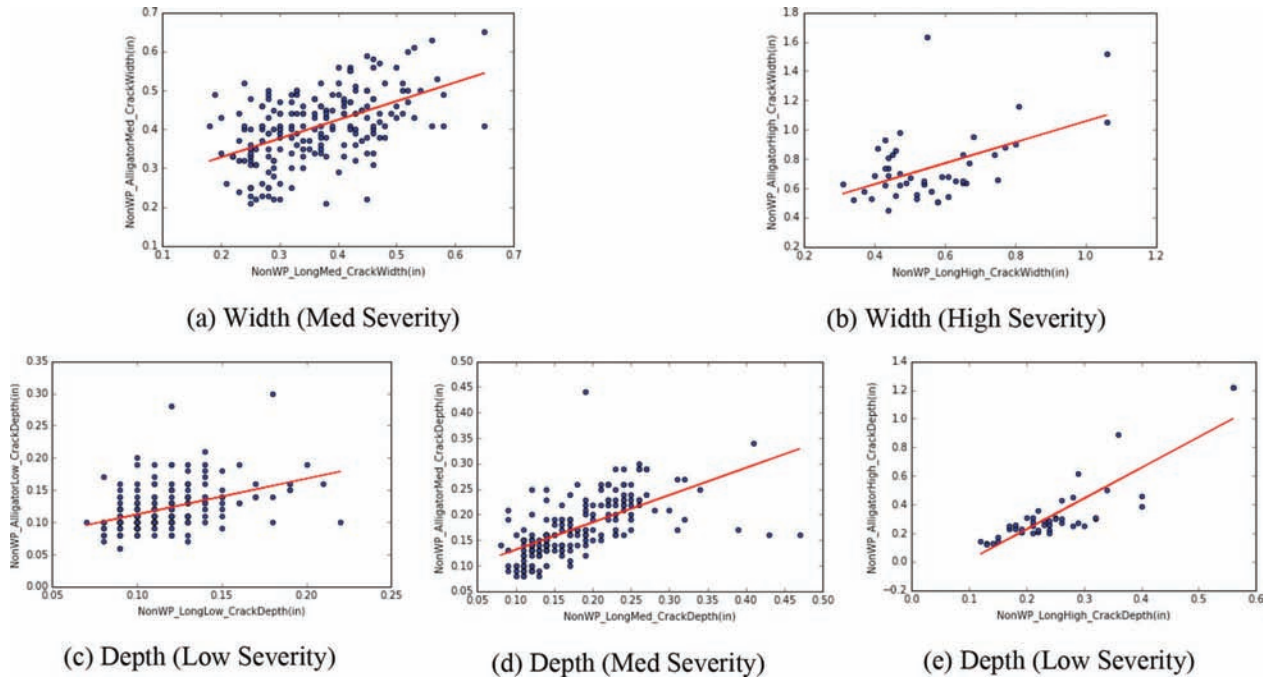 0.7
0.6
0.5
0.4
0.3
0.2
0.1
NonWP_AlligatorMed_CrackWidth(in)
0.1 0.2 0.3 0.4 0.5 0.6 0.7
NonWP_LongMed_CrackWidth(in)
(a) Width (Med Severity)
1.8
1.6
1.4
1.2
1.0
0.8
0.6
0.4
0.2
NonWP_AlligatorHigh_CrackWidth(in)
0.2 0.4 0.6 0.8 1.0 1.2
NonWP_LongHigh_CrackWidth(in)
(b) Width (High Severity)
0.35
0.30
0.25
0.20
0.15
0.10
0.05
0.00
NonWP_AlligatorLow_CrackDepth(in)
0.05 0.10 0.15 0.20 0.25
NonWP_LongLow_CrackDepth(in)
(c) Depth (Low Severity)
0.50
0.45
0.40
0.35
0.30
0.25
0.20
0.15
0.10
0.05
NonWP_AlligatorMed_CrackDepth(in)
0.05 0.10 0.15 0.20 0.25 0.30 0.35 0.40 0.45 0.50
NonWP_LongMed_CrackDepth(in)
(d) Depth (Med Severity)
1.4
1.2
1.0
0.8
0.6
0.4
0.2
0.0
−0.2
NonWP_AlligatorHigh_CrackDepth(in)
0.0 0.1 0.2 0.3 0.4 0.5 0.6
NonWP_LongHigh_CrackDepth(in)
(e) Depth (Low Severity)